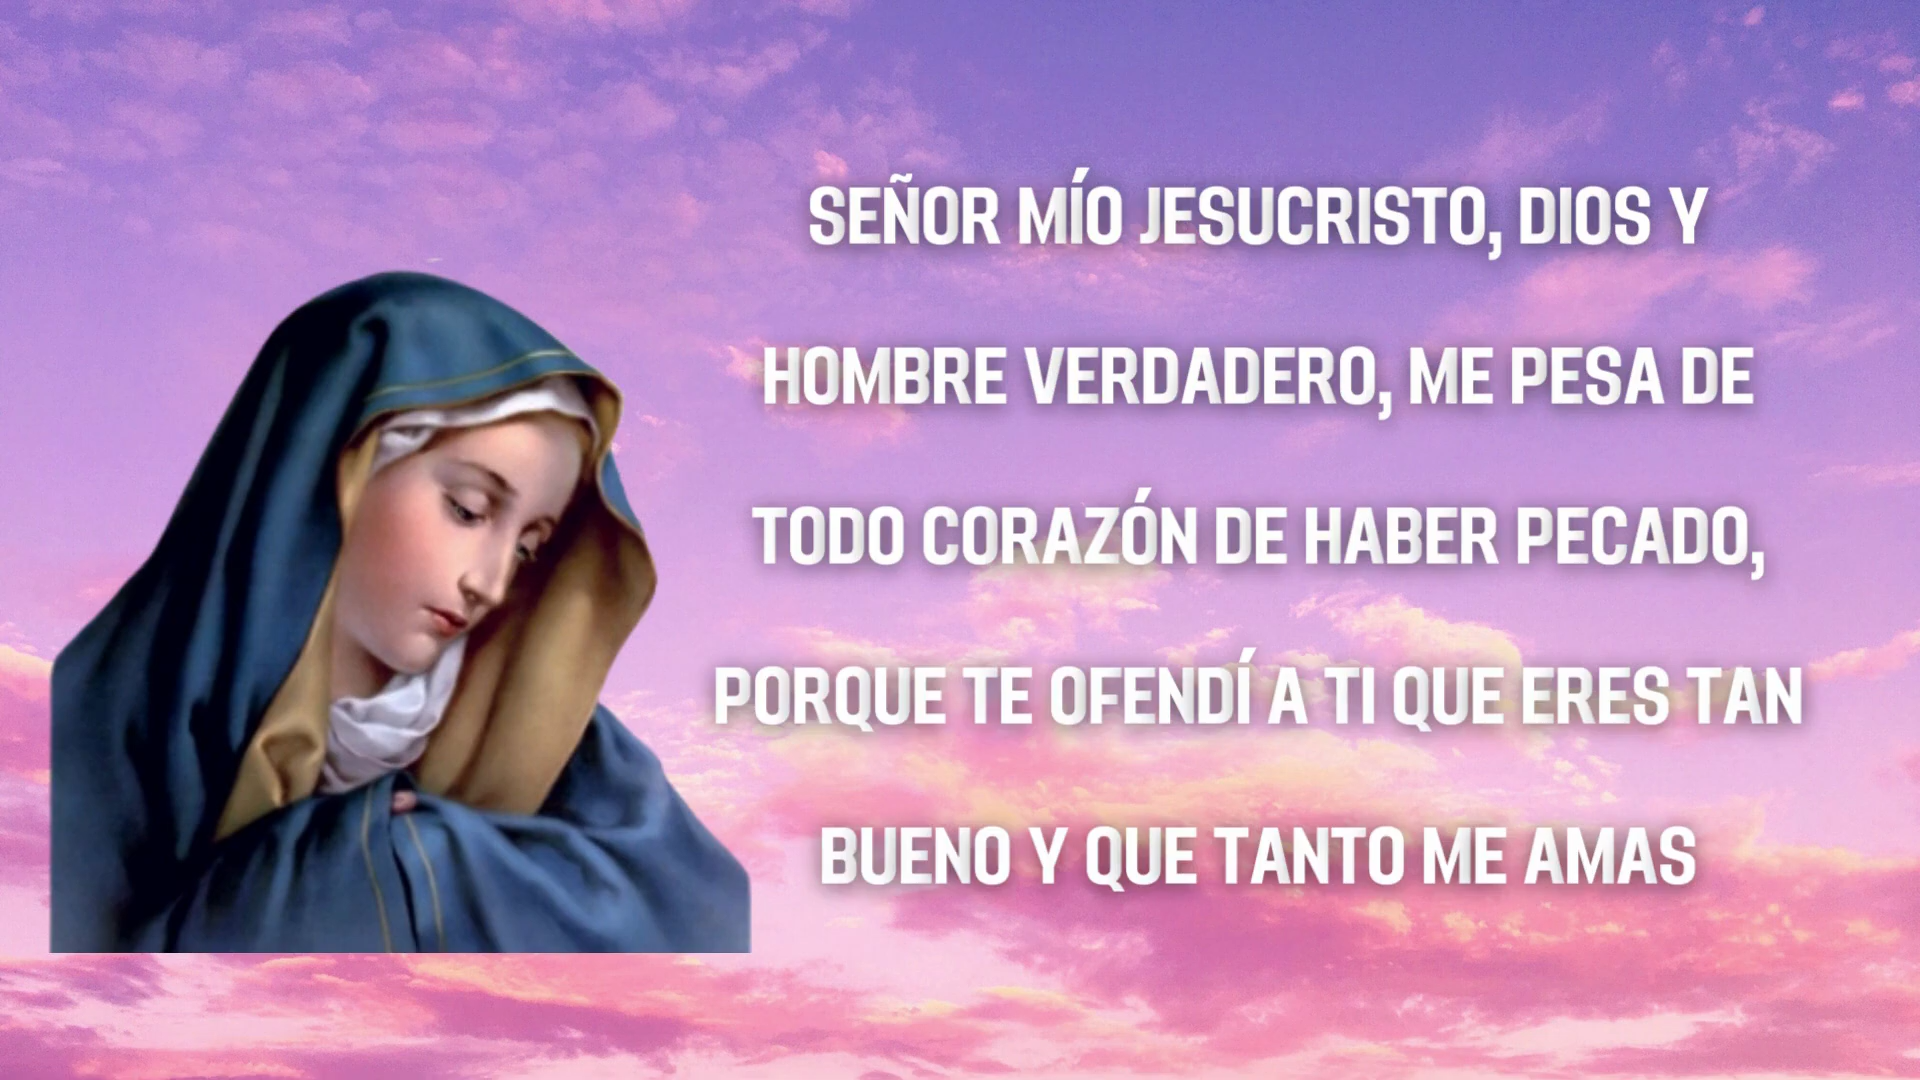 SEÑOR MÍO JESUCRISTO, DIOS Y
HOMBRE VERDADERO, ME PESA DE
TODO CORAZÓN DE HABER PECADO,
PORQUE TE OFENDÍ A TI QUE ERES TAN
BUENO Y QUE TANTO ME AMAS